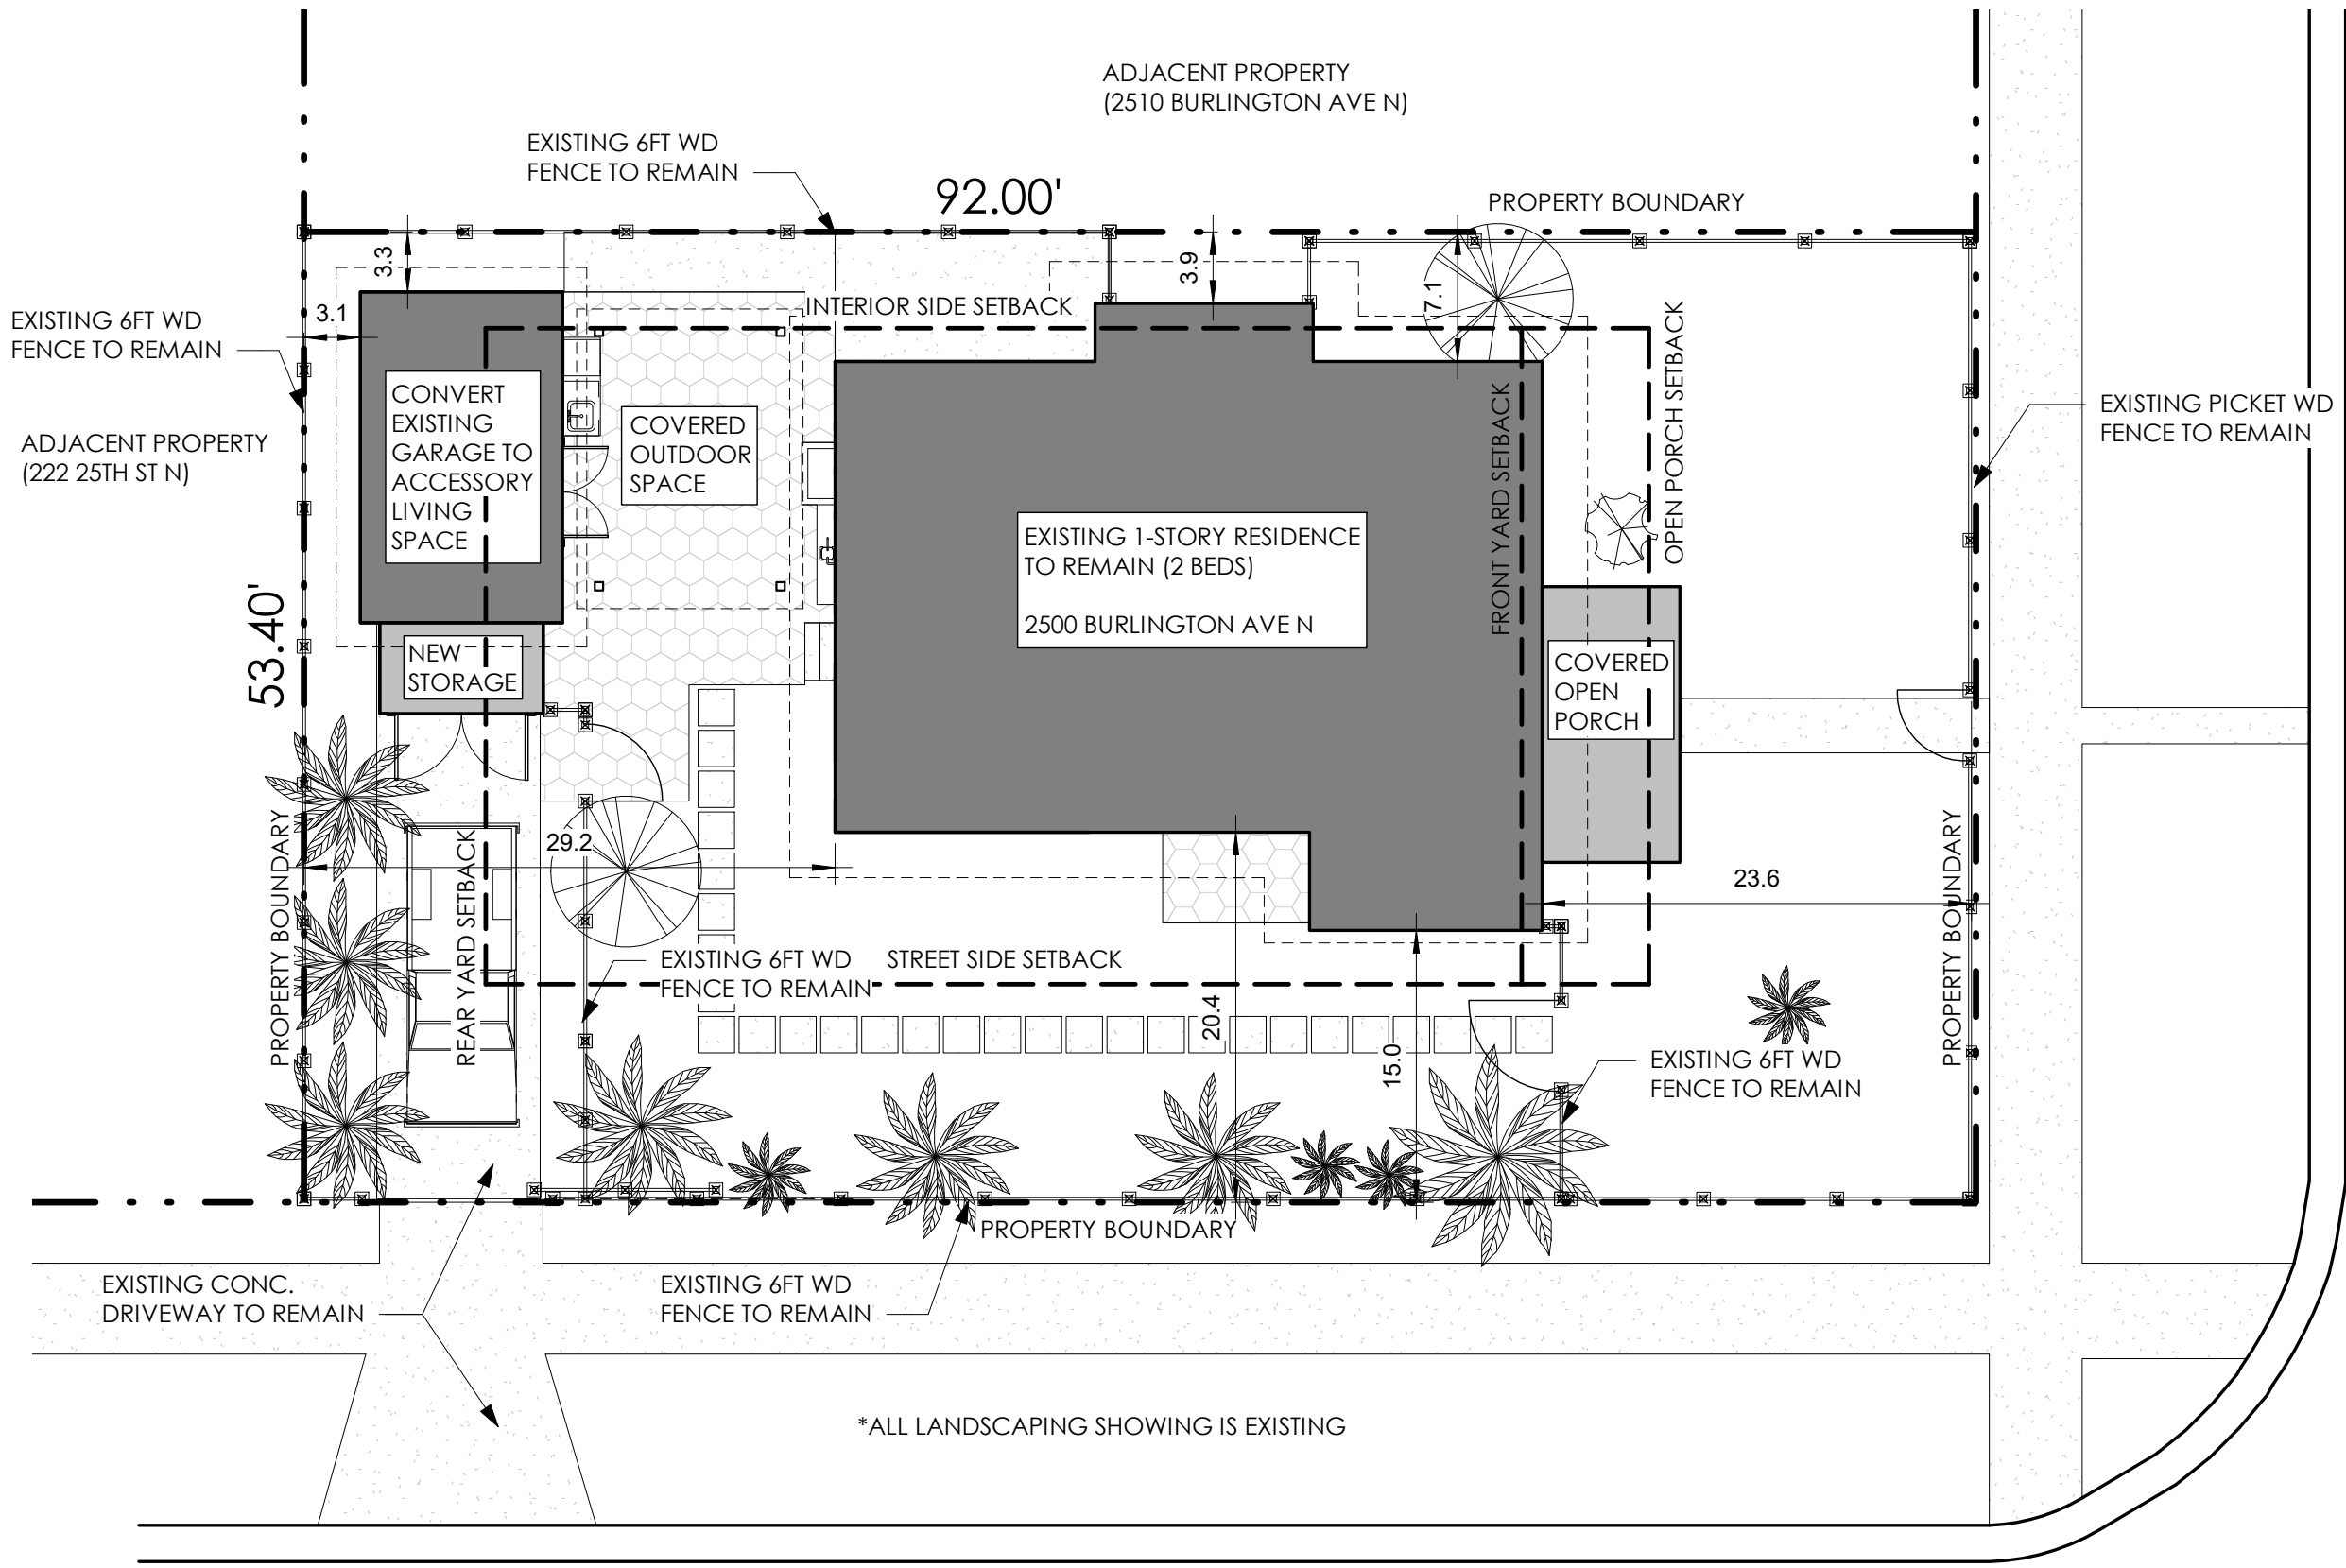 ADJACENT PROPERTY
(2510 BURLINGTON AVE N)
EXISTING 6FT WD
FENCE TO REMAIN
92.00'
PROPERTY BOUNDARY
3.3
3.9
7.1
3.1
INTERIOR SIDE SETBACK
EXISTING 6FT WD
FENCE TO REMAIN
ADJACENT PROPERTY
(222 25TH ST N)
CONVERT
EXISTING
GARAGE TO
ACCESSORY
LIVING
SPACE
COVERED
OUTDOOR
SPACE
EXISTING 1-STORY RESIDENCE
TO REMAIN (2 BEDS)
2500 BURLINGTON AVE N
FRONT YARD SETBACK
OPEN PORCH SETBACK
EXISTING PICKET WD
FENCE TO REMAIN
53.40'
NEW
STORAGE
COVERED
OPEN
PORCH
PROPERTY BOUNDARY
REAR YARD SETBACK
29.2
23.6
PROPERTY BOUNDARY
EXISTING 6FT WD
FENCE TO REMAIN
STREET SIDE SETBACK
20.4
15.0
EXISTING 6FT WD
FENCE TO REMAIN
PROPERTY BOUNDARY
EXISTING CONC.
DRIVEWAY TO REMAIN
EXISTING 6FT WD
FENCE TO REMAIN
*ALL LANDSCAPING SHOWING IS EXISTING